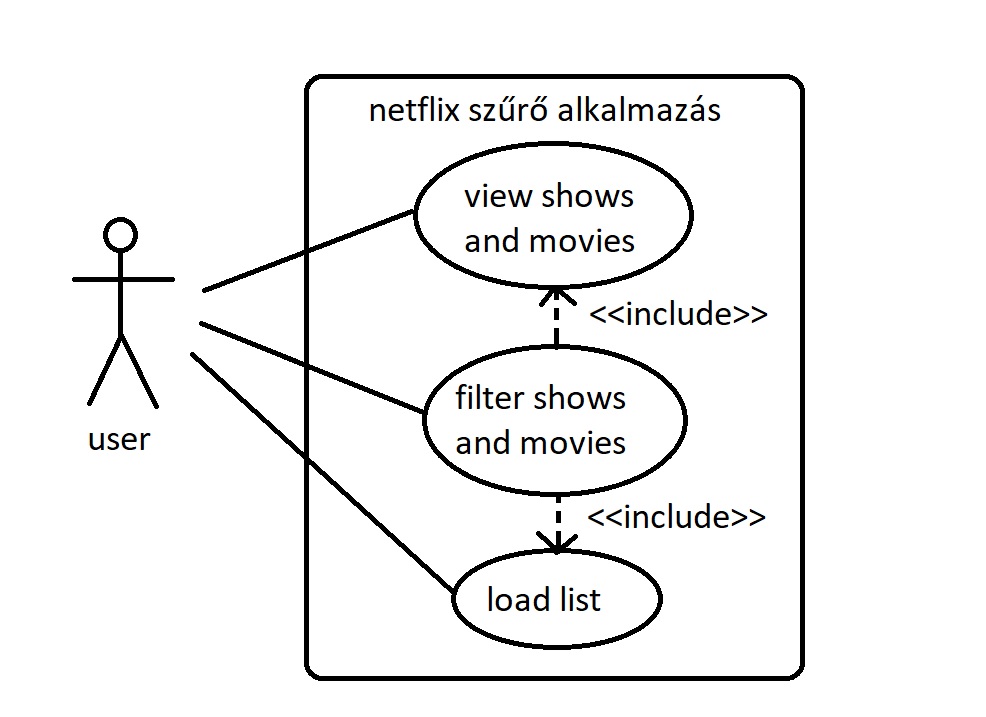 netflix szűrő alkalmazás
view shows
and movies
<<include>>
filter shows
and movies
user
<<include>>
load list